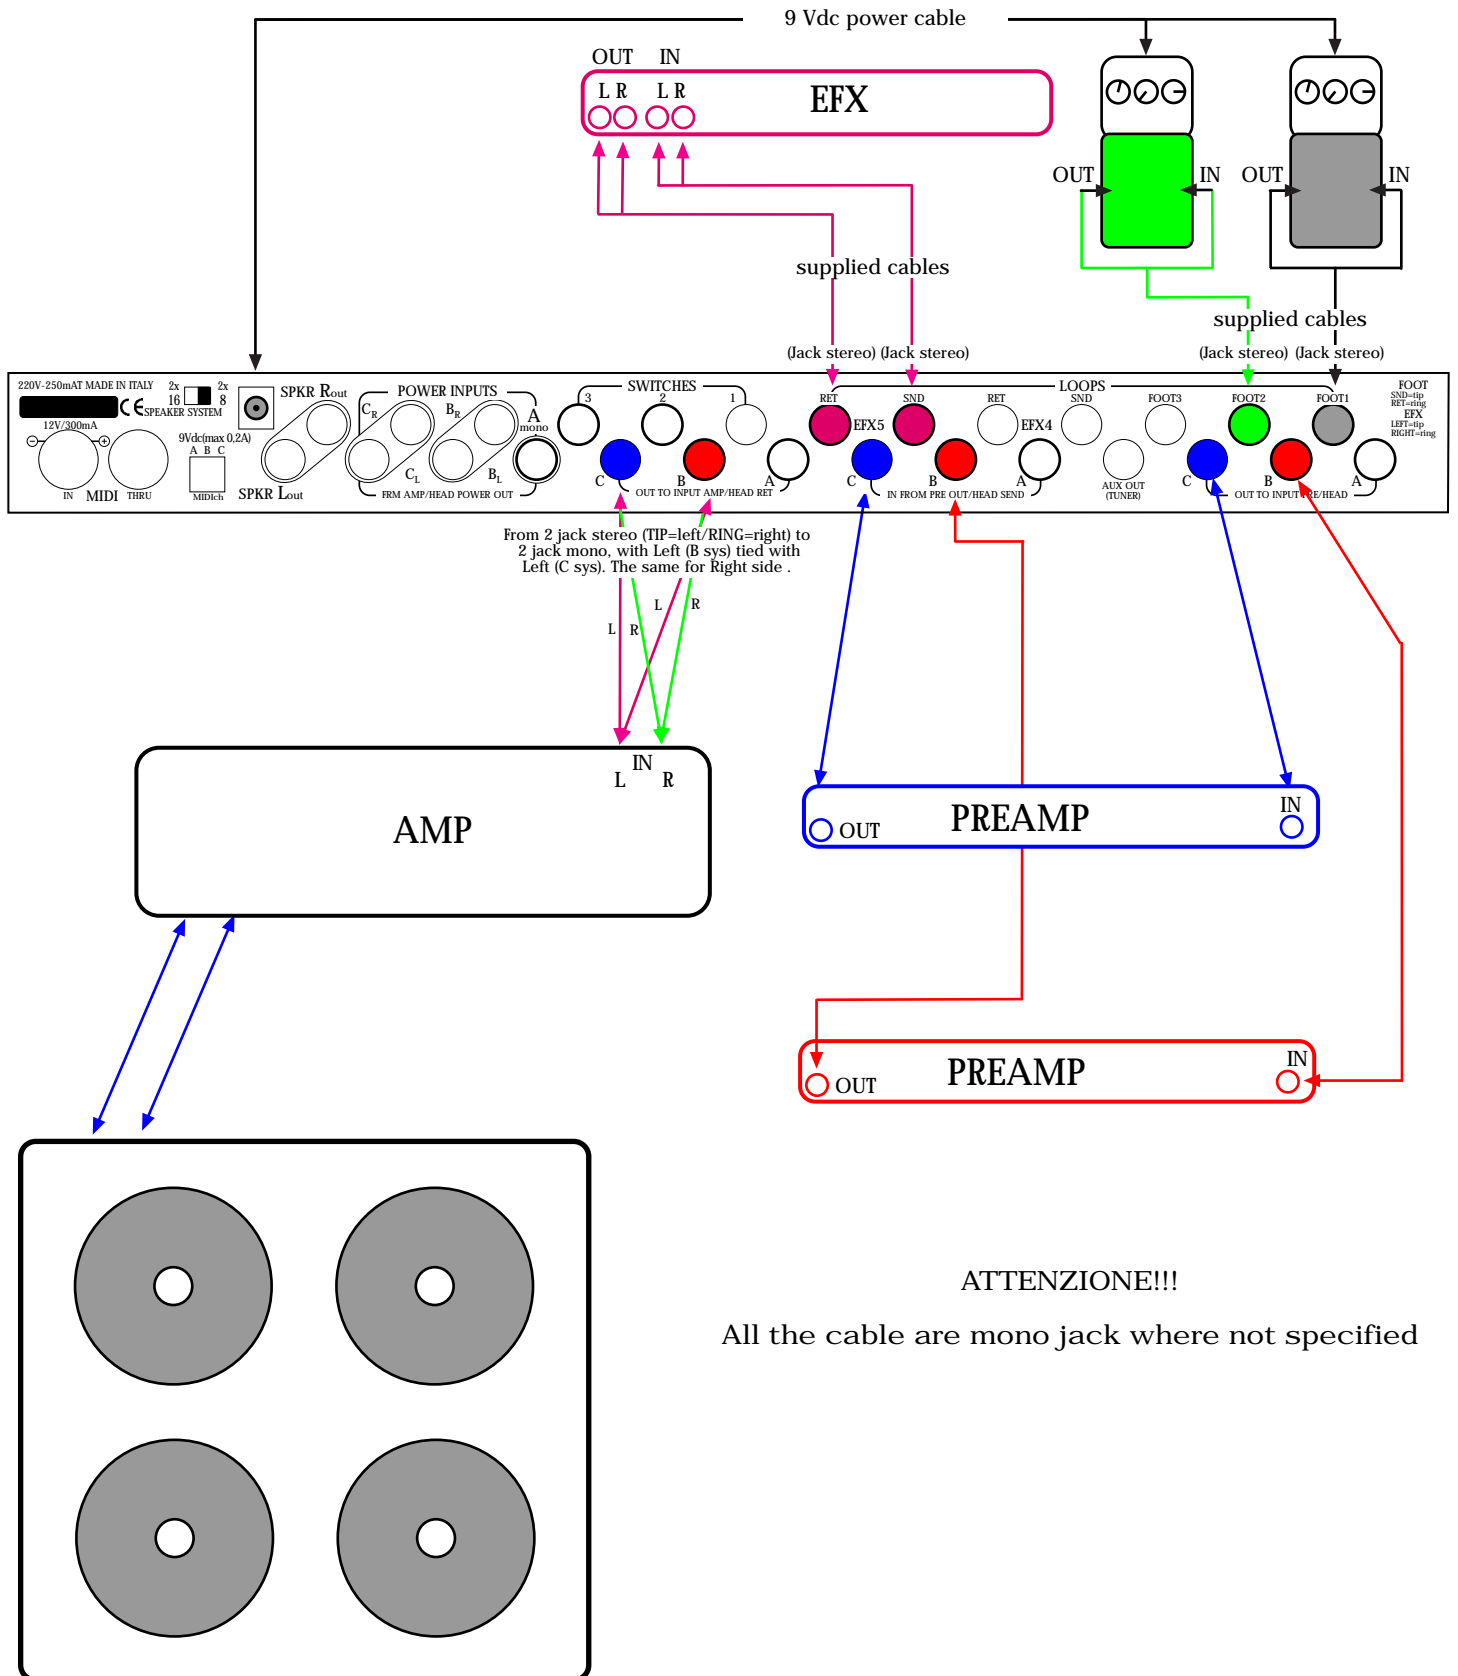 9 Vdc power cable
OUT IN
L R L R
EFX
OUT IN OUT IN
supplied cables
supplied cables
(Jack stereo) (Jack stereo) (Jack stereo) (Jack stereo)
220V-250mAT MADE IN ITALY
2x 2x
16 8
SPEAKER SYSTEM
CE
12V/300mA
IN MIDI THRU
9Vdc(max 0,2A)
A B C
MIDIch
SPKR Rout
SPKR Lout
POWER INPUTS
CR BR
A
mono
CL BL
FRM AMP/HEAD POWER OUT
SWITCHES
3 2 1
C B A
OUT TO INPUT AMP/HEAD RET
LOOPS
RET SND RET SND FOOT3 FOOT2 FOOT1
EFX5 EFX4
C B A
IN FROM PRE OUT/HEAD SEND
AUX OUT
(TUNER)
C B A
OUT TO INPUT PRE/HEAD
FOOT
SND=tip
RET=ring
EFX
LEFT=tip
RIGHT=ring
From 2 jack stereo (TIP=left/RING=right) to
2 jack mono, with Left (B sys) tied with
Left (C sys). The same for Right side .
L R
L R
IN
L R
AMP
OUT PREAMP IN
OUT PREAMP IN
ATTENZIONE!!!
All the cable are mono jack where not specified